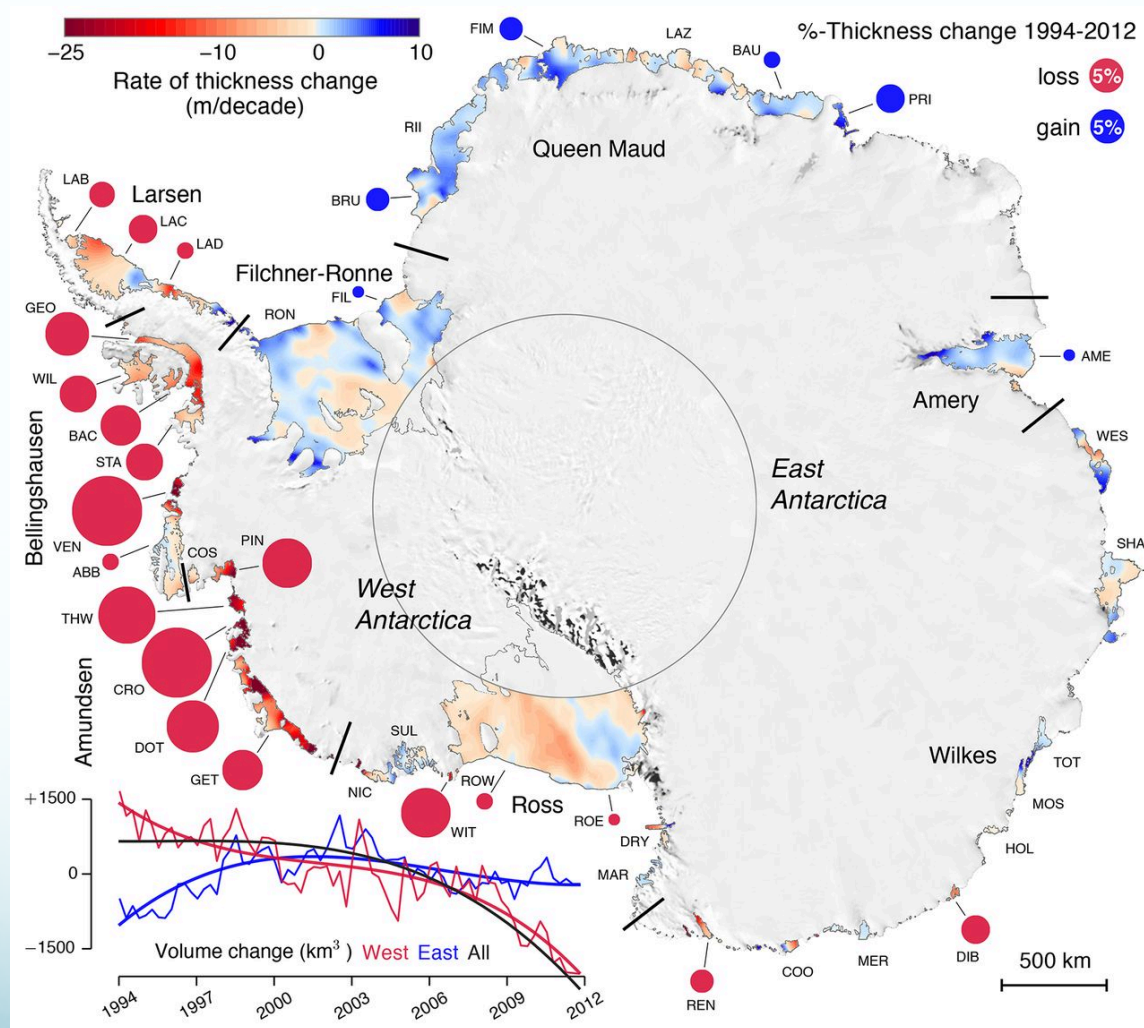 −25
−10
0
10
Rate of thickness change
(m/decade)
%-Thickness change 1994-2012
loss 5%
gain 5%
FIM
LAZ
BAU
PRI
RII
Queen Maud
BRU
LAB
Larsen
LAC
LAD
Filchner-Ronne
FIL
RON
GEO
WIL
BAC
STA
Bellingshausen
VEN
ABB
COS
PIN
THW
CRO
DOT
GET
Amundsen
West
Antarctica
East
Antarctica
AME
Amery
WES
SHA
Wilkes
TOT
MOS
HOL
DIB
MER
COO
REN
MAR
DRY
ROE
Ross
ROW
WIT
SUL
NIC
500 km
+1500
0
−1500
Volume change (km³) West East All
1994
1997
2000
2003
2006
2009
2012